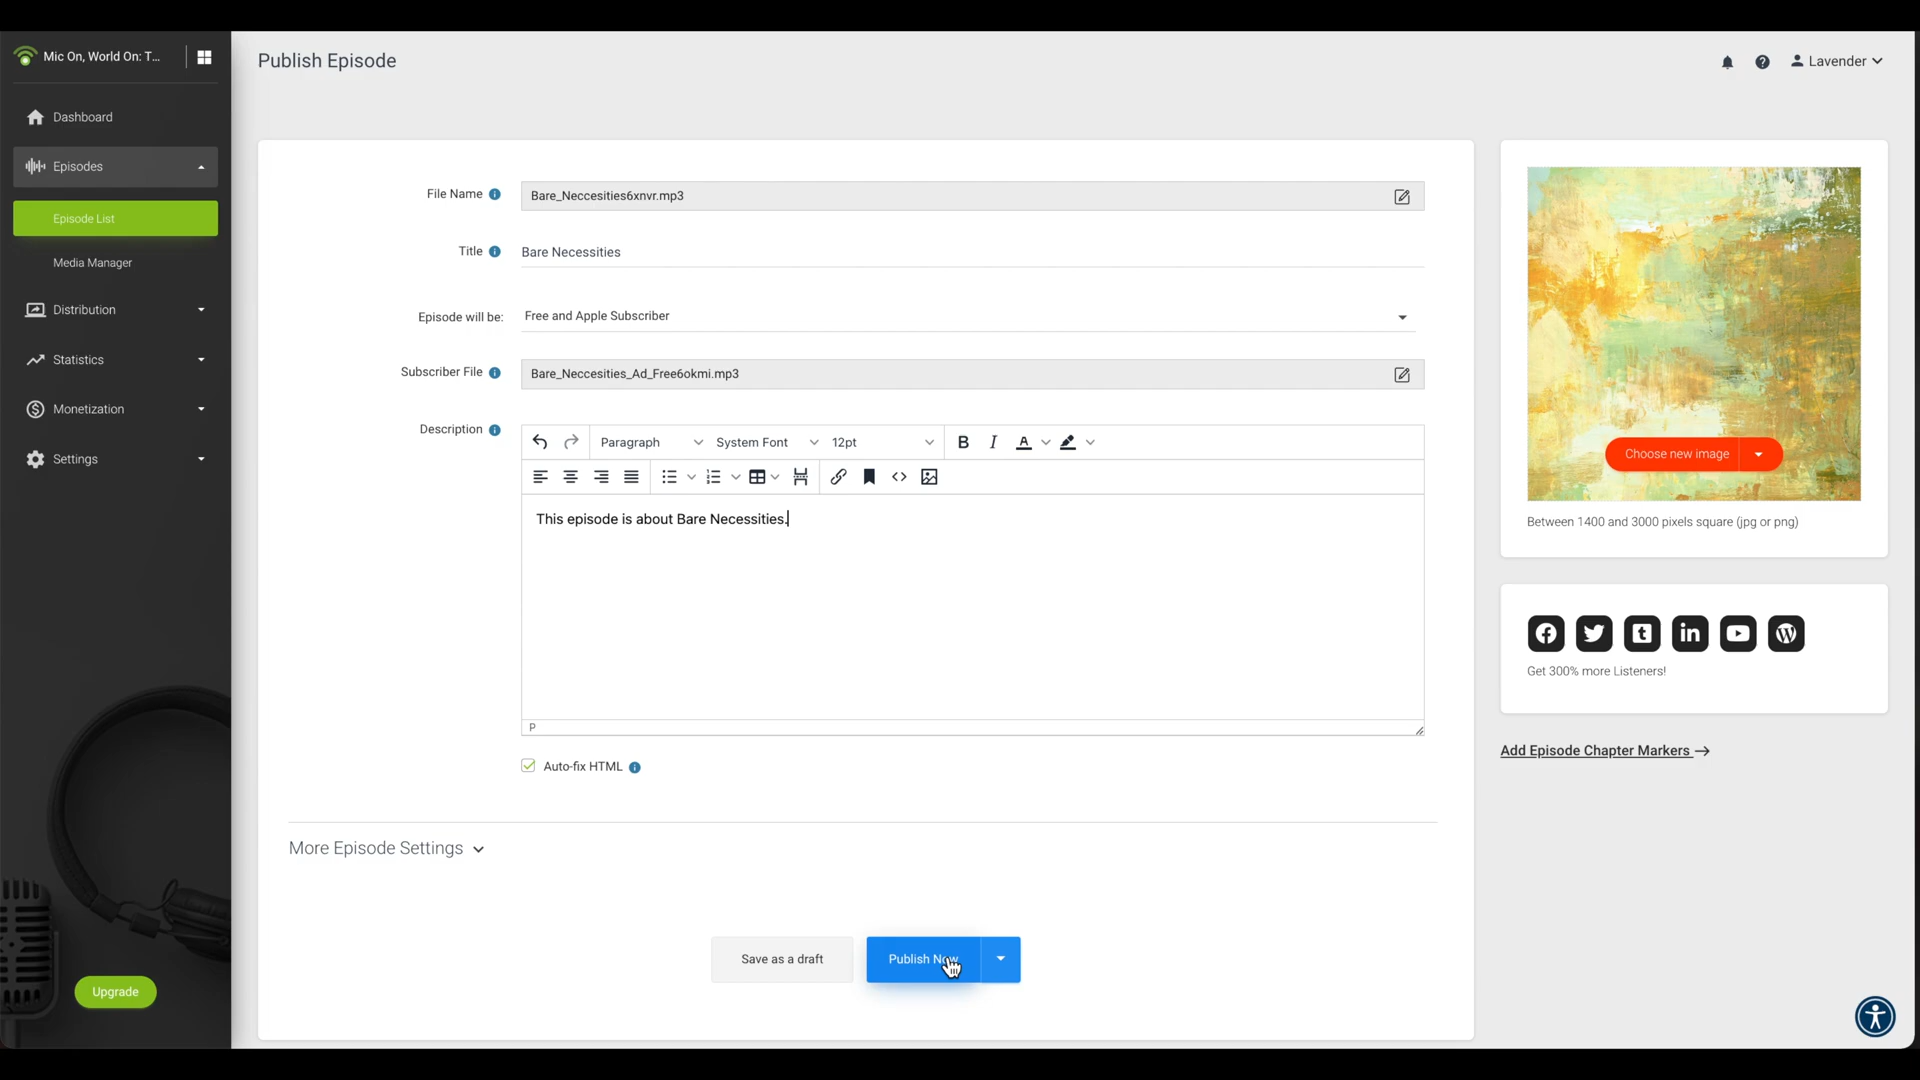 Mic On, World On: T...
Publish Episode
Lavender
Dashboard
Episodes
Episode List
Media Manager
Distribution
Statistics
Monetization
Settings
Upgrade
File Name
Bare_Neccesities6xnvr.mp3
Title
Bare Necessities
Episode will be:
Free and Apple Subscriber
Subscriber File
Bare_Neccesities_Ad_Free6okmi.mp3
Description
Paragraph
System Font
12pt
This episode is about Bare Necessities.
P
Auto-fix HTML
More Episode Settings
Save as a draft
Publish Now
Choose new image
Between 1400 and 3000 pixels square (jpg or png)
Get 300% more Listeners!
Add Episode Chapter Markers →